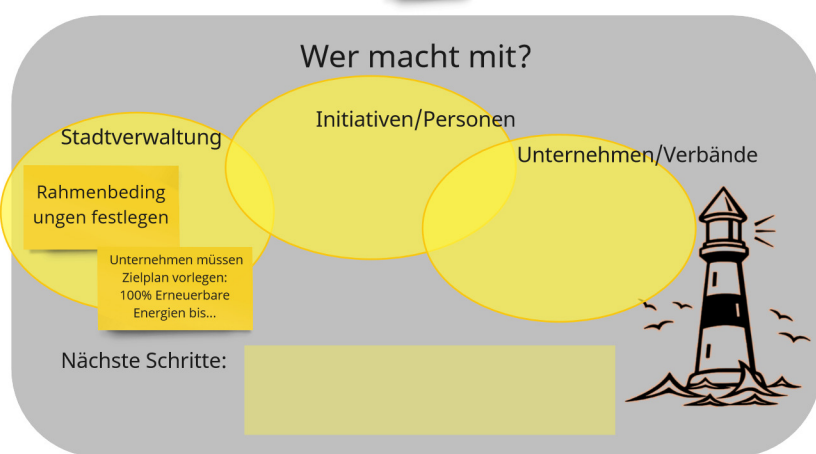 Wer macht mit?
Initiativen/Personen
Stadtverwaltung
Unternehmen/Verbände
Rahmenbeding
ungen festlegen
Unternehmen müssen
Zielplan vorlegen:
100% Erneuerbare
Energien bis...
Nächste Schritte: